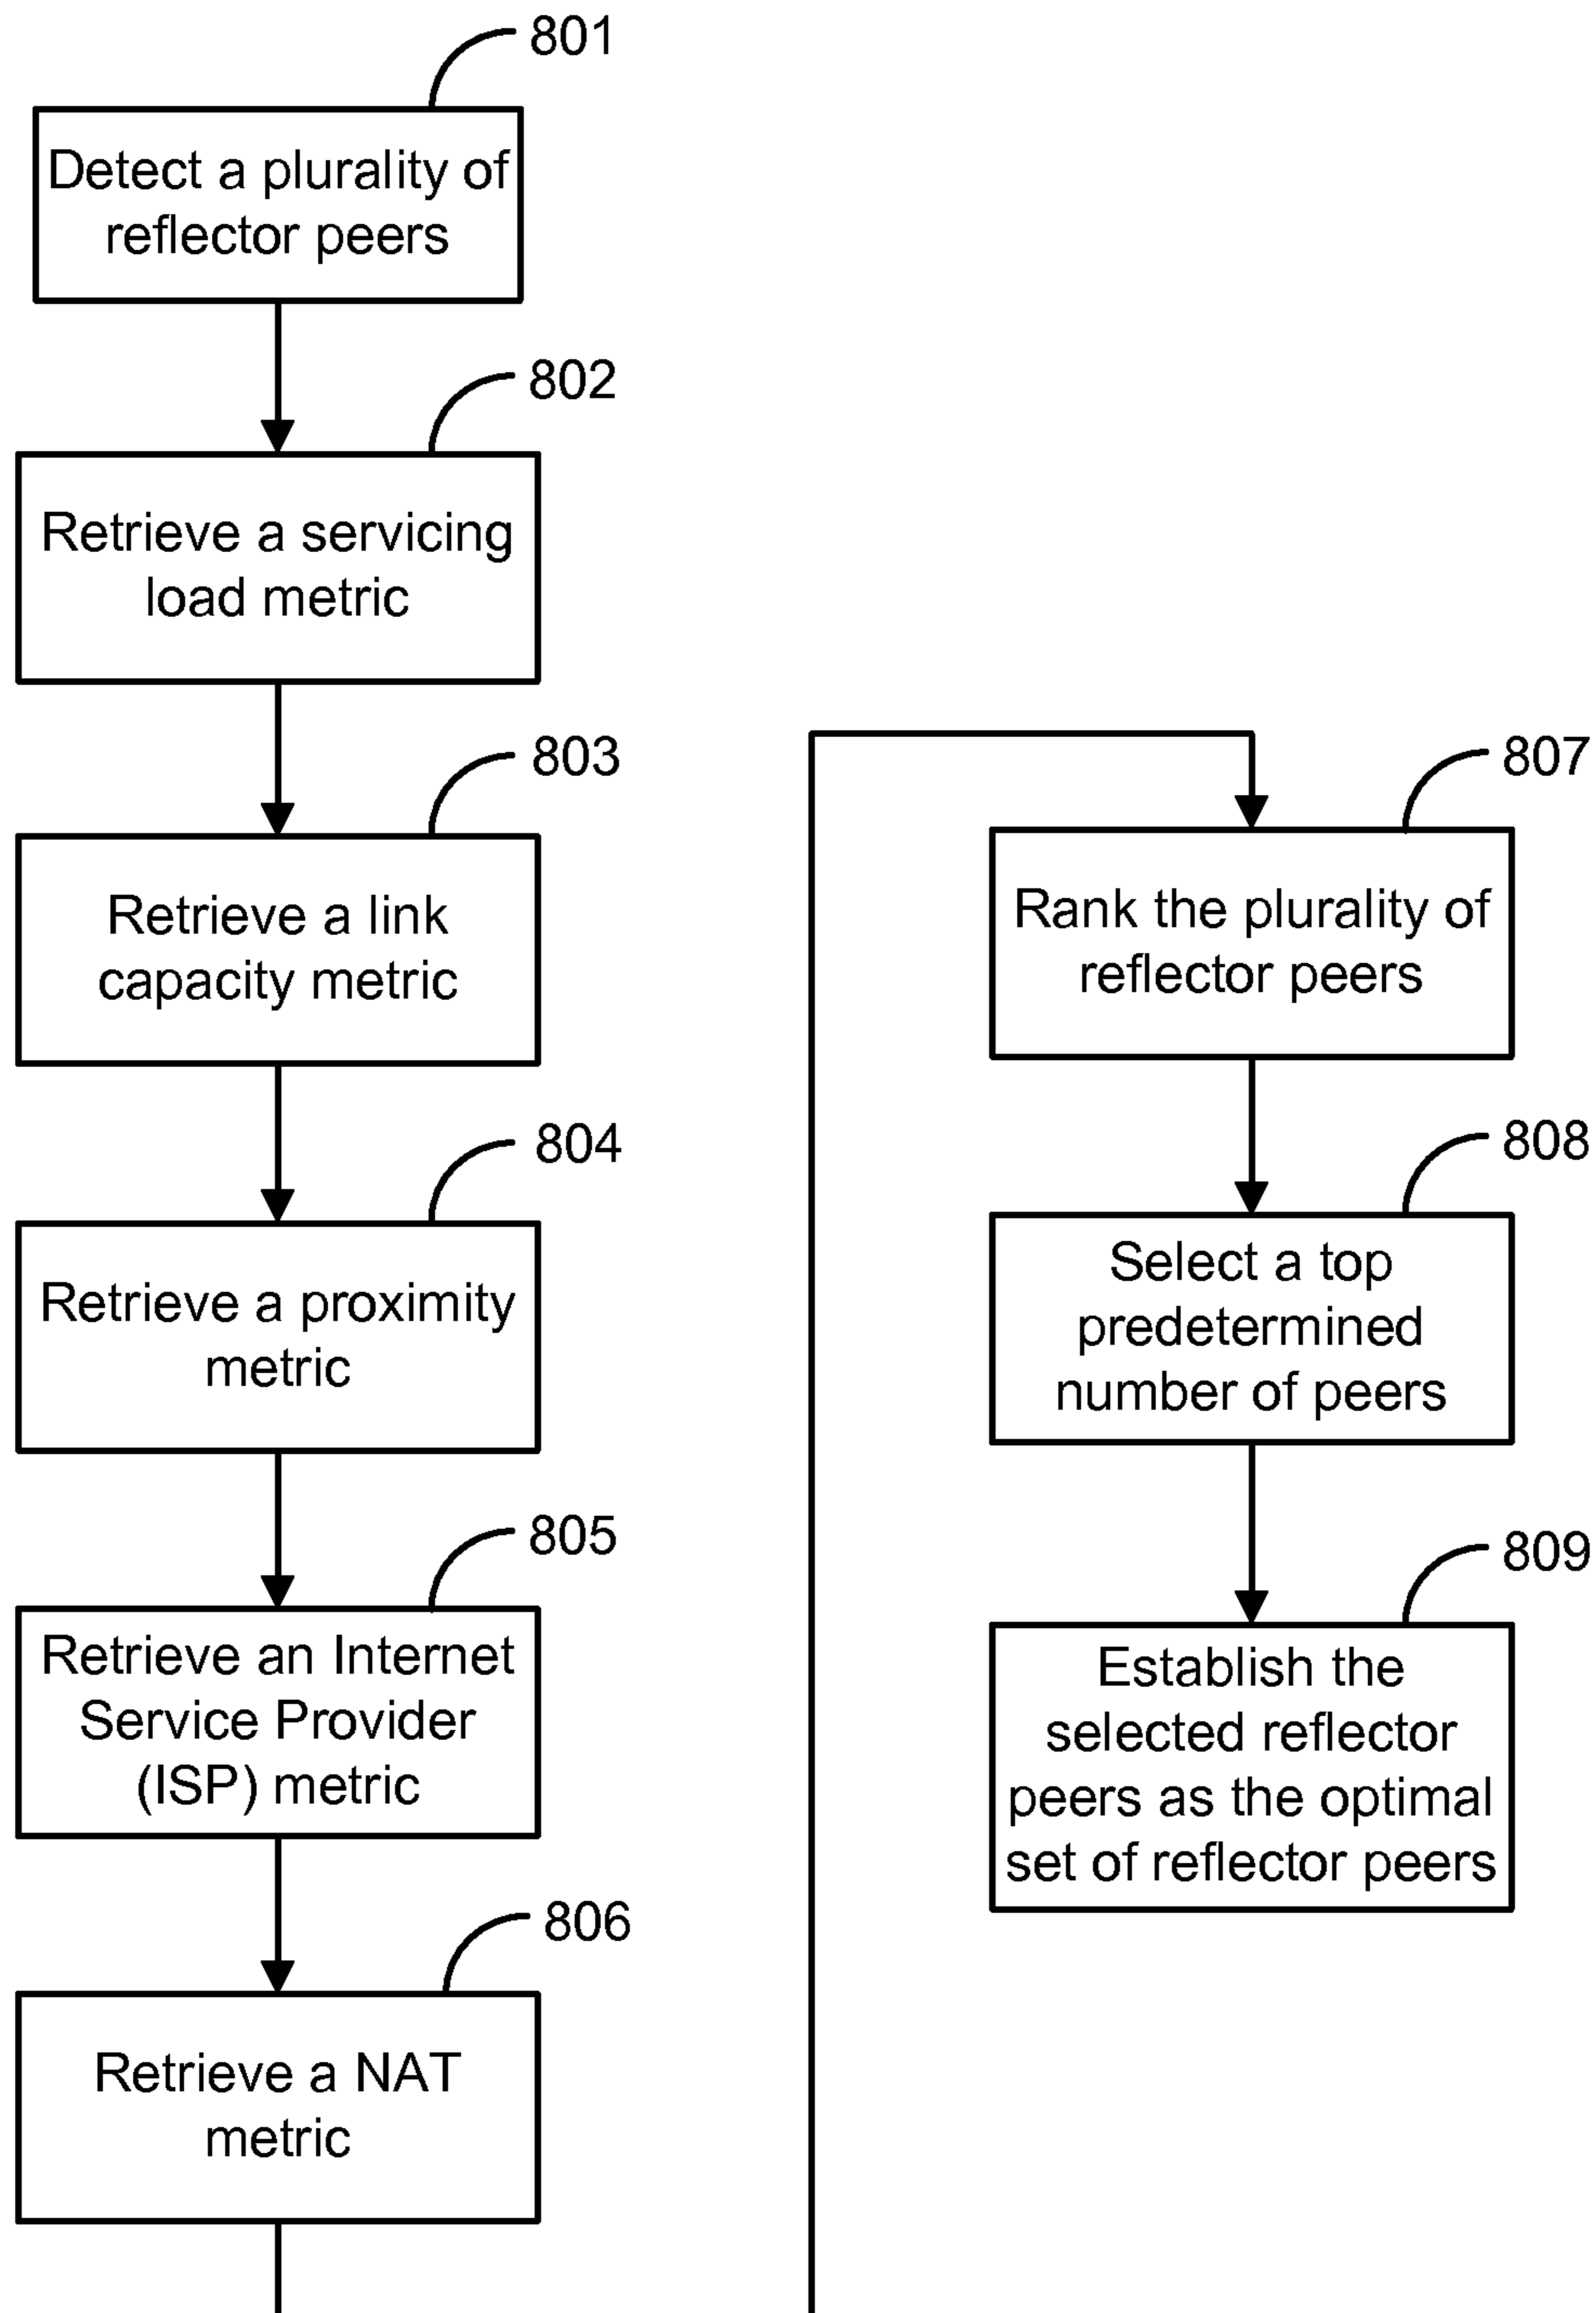 801
Detect a plurality of
reflector peers
802
Retrieve a servicing
load metric
803
Retrieve a link
capacity metric
804
Retrieve a proximity
metric
805
Retrieve an Internet
Service Provider
(ISP) metric
806
Retrieve a NAT
metric
807
Rank the plurality of
reflector peers
808
Select a top
predetermined
number of peers
809
Establish the
selected reflector
peers as the optimal
set of reflector peers